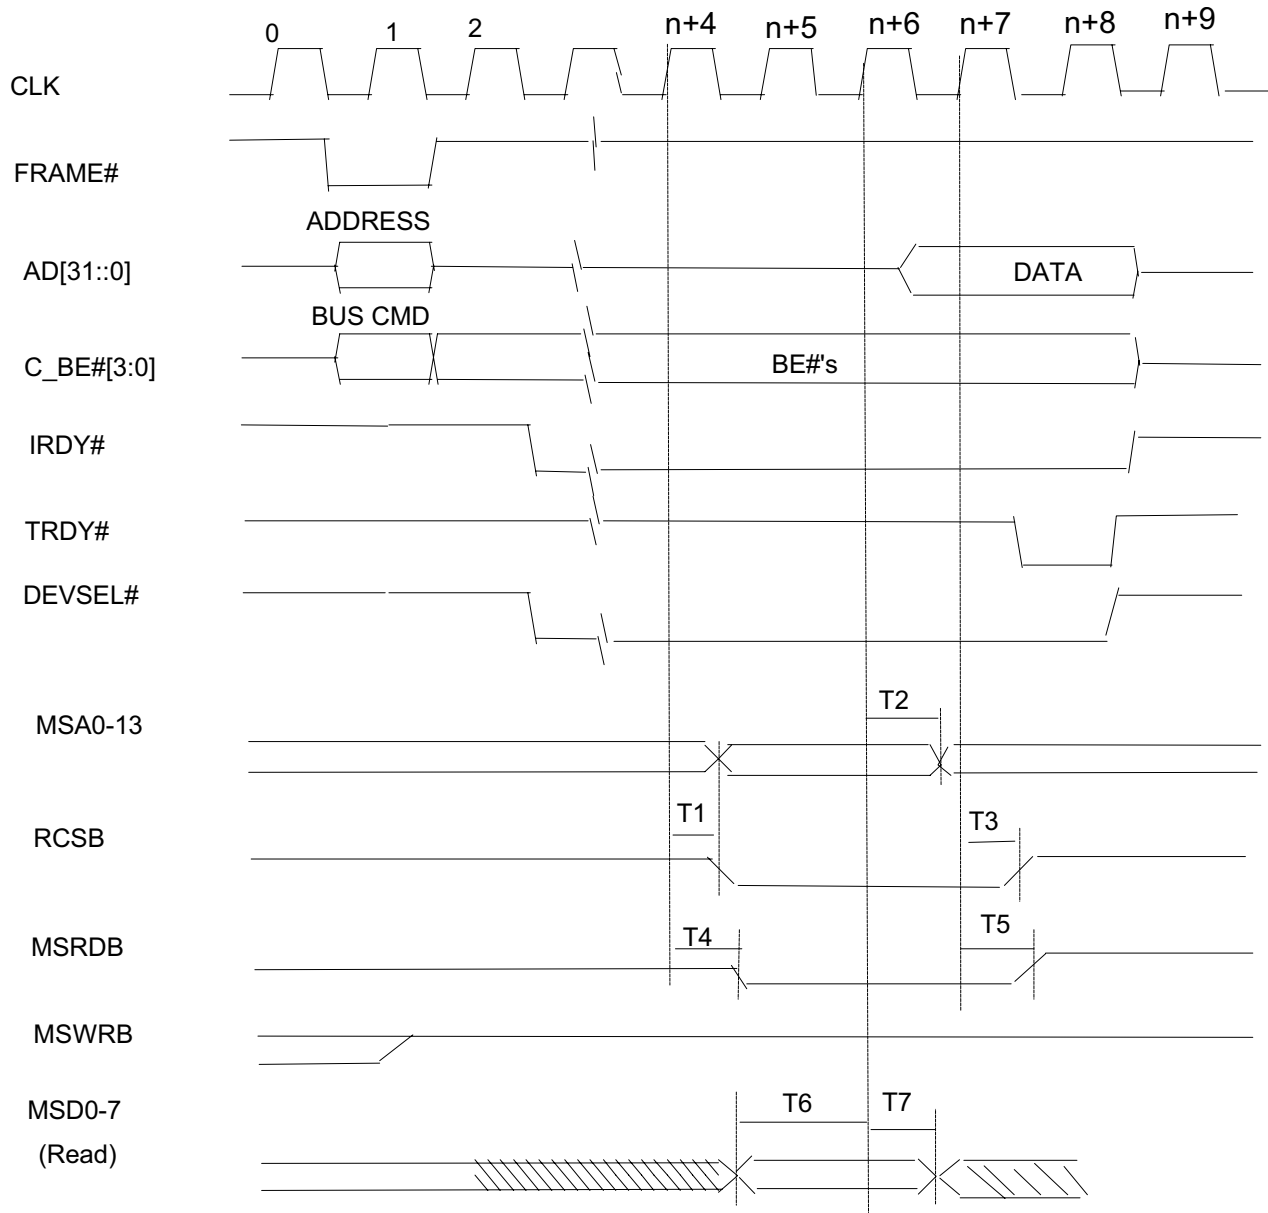 0 1 2 n+4 n+5 n+6 n+7 n+8 n+9
CLK
FRAME#
ADDRESS
AD[31::0]
DATA
BUS CMD
C_BE#[3:0]
BE#'s
IRDY#
TRDY#
DEVSEL#
T2
MSA0-13
T1
T3
RCSB
T4
T5
MSRDB
MSWRB
MSD0-7
T6
T7
(Read)